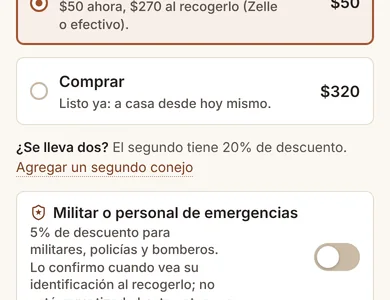 $50 ahora, $270 al recogerlo (Zelle
o efectivo).
$50
Comprar
Listo ya: a casa desde hoy mismo.
$320
¿Se lleva dos? El segundo tiene 20% de descuento.
Agregar un segundo conejo
Militar o personal de emergencias
5% de descuento para
militares, policías y bomberos.
Lo confirmo cuando vea su
identificación al recogerlo; no